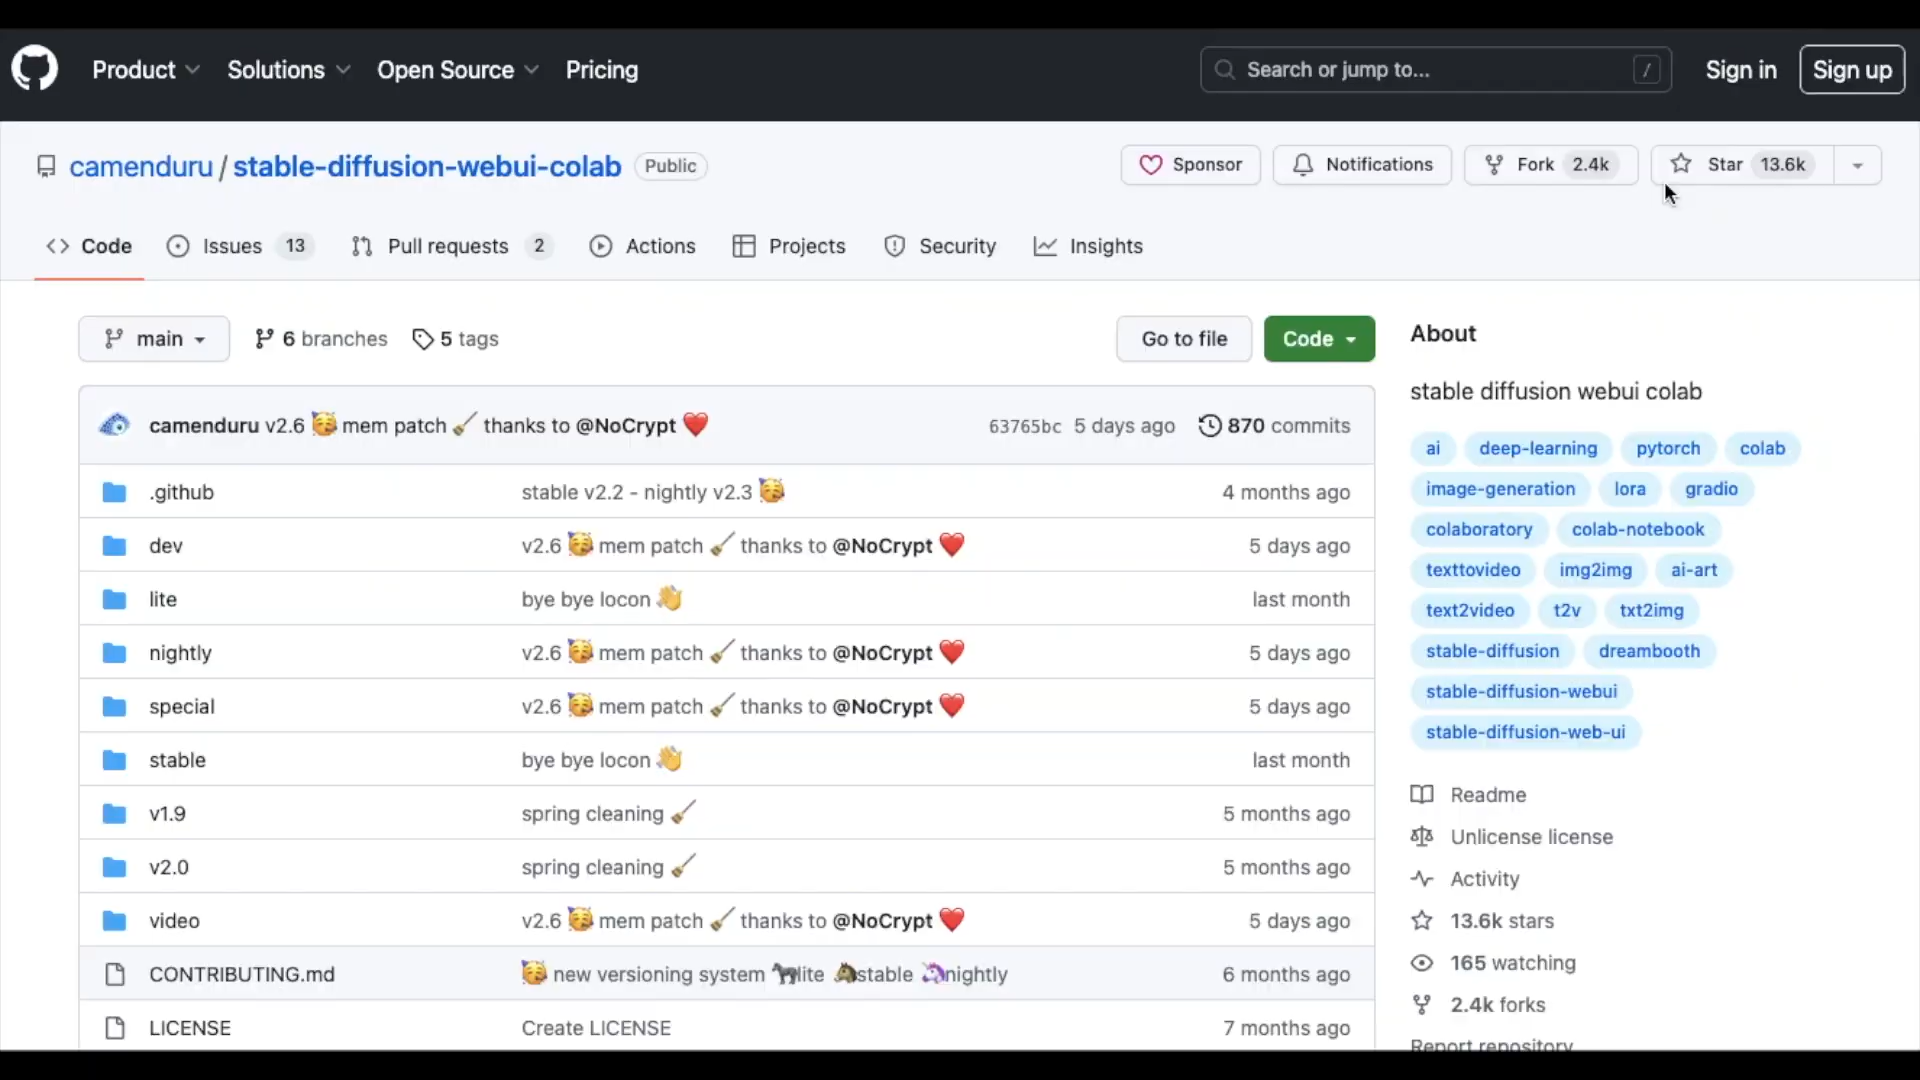 Product Solutions Open Source Pricing Search or jump to... / Sign in Sign up
camenduru / stable-diffusion-webui-colab Public Sponsor Notifications Fork 2.4k Star 13.6k
Code Issues 13 Pull requests 2 Actions Projects Security Insights
main 6 branches 5 tags Go to file Code
camenduru v2.6 🥳 mem patch 🧹 thanks to @NoCrypt ❤️ 63765bc 5 days ago 870 commits
.github stable v2.2 - nightly v2.3 🥳 4 months ago
dev v2.6 🥳 mem patch 🧹 thanks to @NoCrypt ❤️ 5 days ago
lite bye bye locon 👋 last month
nightly v2.6 🥳 mem patch 🧹 thanks to @NoCrypt ❤️ 5 days ago
special v2.6 🥳 mem patch 🧹 thanks to @NoCrypt ❤️ 5 days ago
stable bye bye locon 👋 last month
v1.9 spring cleaning 🧹 5 months ago
v2.0 spring cleaning 🧹 5 months ago
video v2.6 🥳 mem patch 🧹 thanks to @NoCrypt ❤️ 5 days ago
CONTRIBUTING.md 🥳 new versioning system 🐈‍⬛lite 🐴stable 🦄nightly 6 months ago
LICENSE Create LICENSE 7 months ago
About
stable diffusion webui colab
ai deep-learning pytorch colab
image-generation lora gradio
colaboratory colab-notebook
texttovideo img2img ai-art
text2video t2v txt2img
stable-diffusion dreambooth
stable-diffusion-webui
stable-diffusion-web-ui
Readme
Unlicense license
Activity
13.6k stars
165 watching
2.4k forks
Report repository